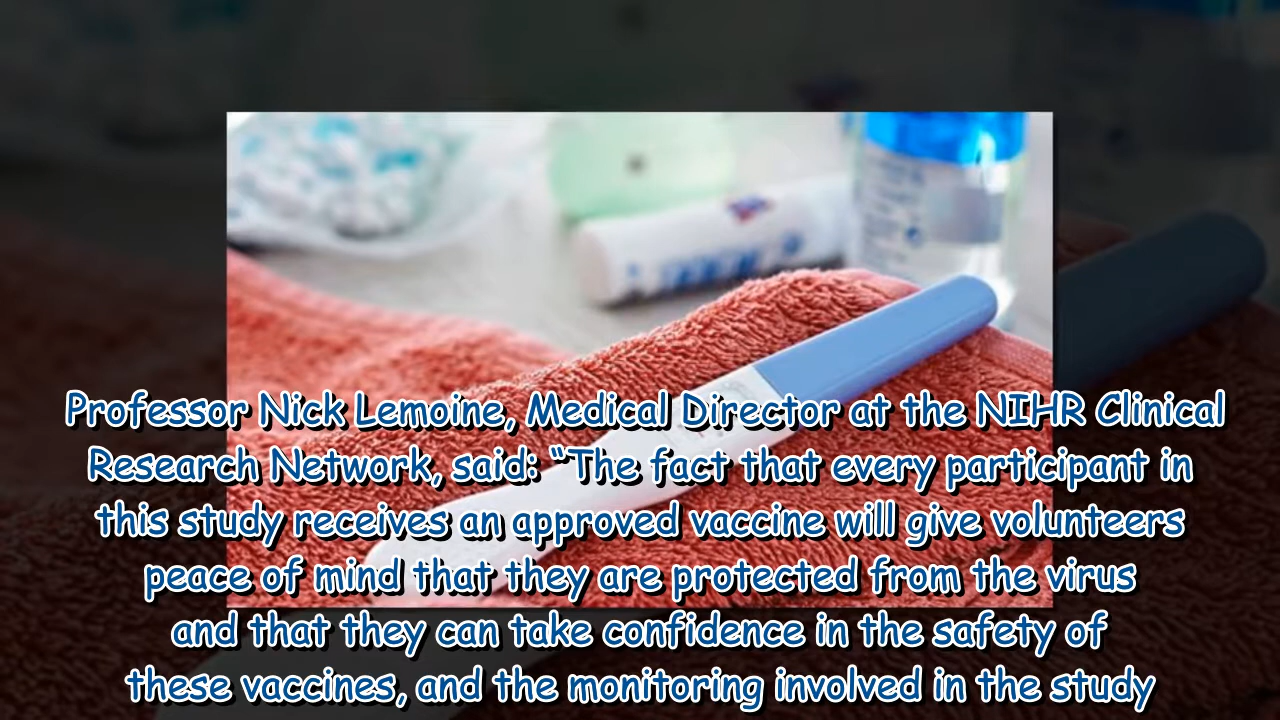 Professor Nick Lemoine, Medical Director at the NIHR Clinical
Research Network, said: “The fact that every participant in
this study receives an approved vaccine will give volunteers
peace of mind that they are protected from the virus
and that they can take confidence in the safety of
these vaccines, and the monitoring involved in the study